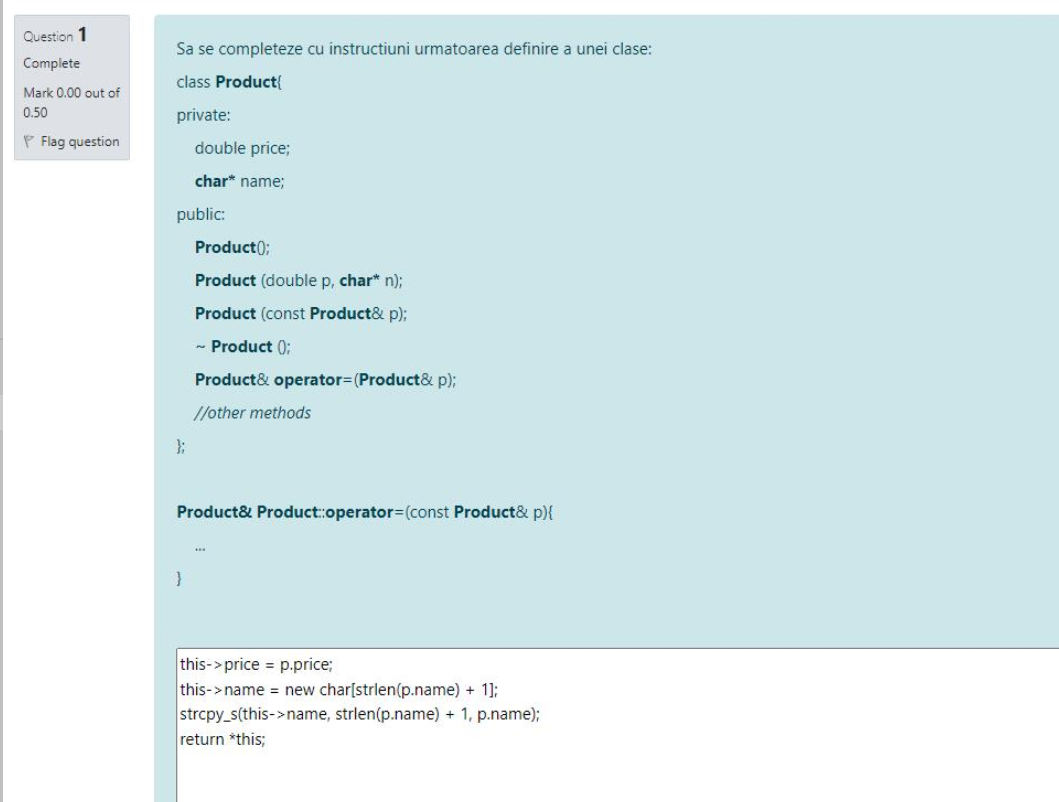 Question 1
Complete
Mark 0.00 out of
0.50
Flag question
Sa se completeze cu instructiuni urmatoarea definire a unei clase:
class Product{
private:
double price;
char* name;
public:
Product();
Product (double p, char* n);
Product (const Product& p);
~ Product ();
Product& operator=(Product& p);
//other methods
};
Product& Product::operator=(const Product& p){
...
}
this->price = p.price;
this->name = new char[strlen(p.name) + 1];
strcpy_s(this->name, strlen(p.name) + 1, p.name);
return *this;